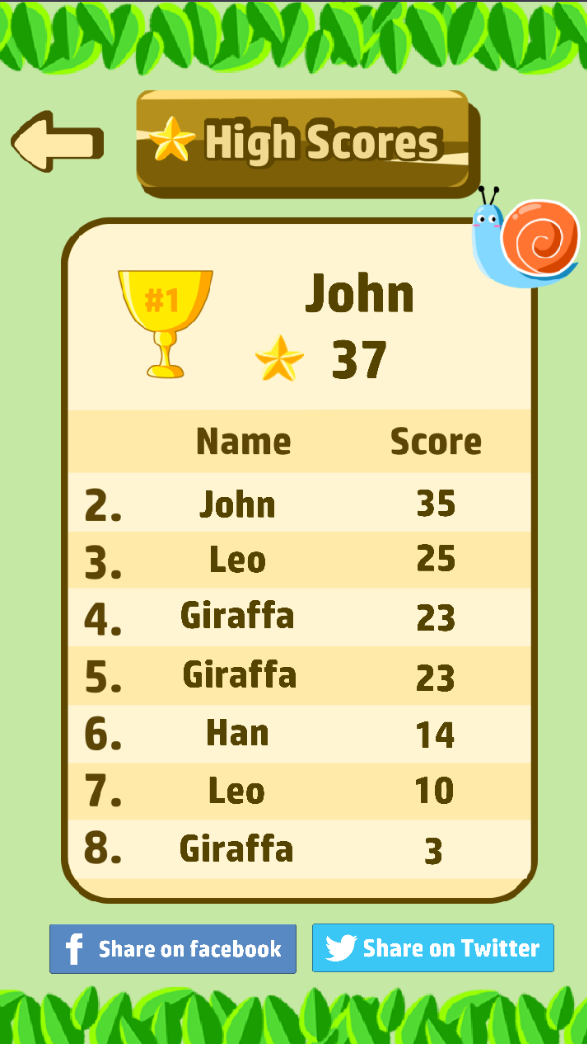 High Scores
#1
John
37
Name Score
2. John 35
3. Leo 25
4. Giraffa 23
5. Giraffa 23
6. Han 14
7. Leo 10
8. Giraffa 3
Share on facebook
Share on Twitter